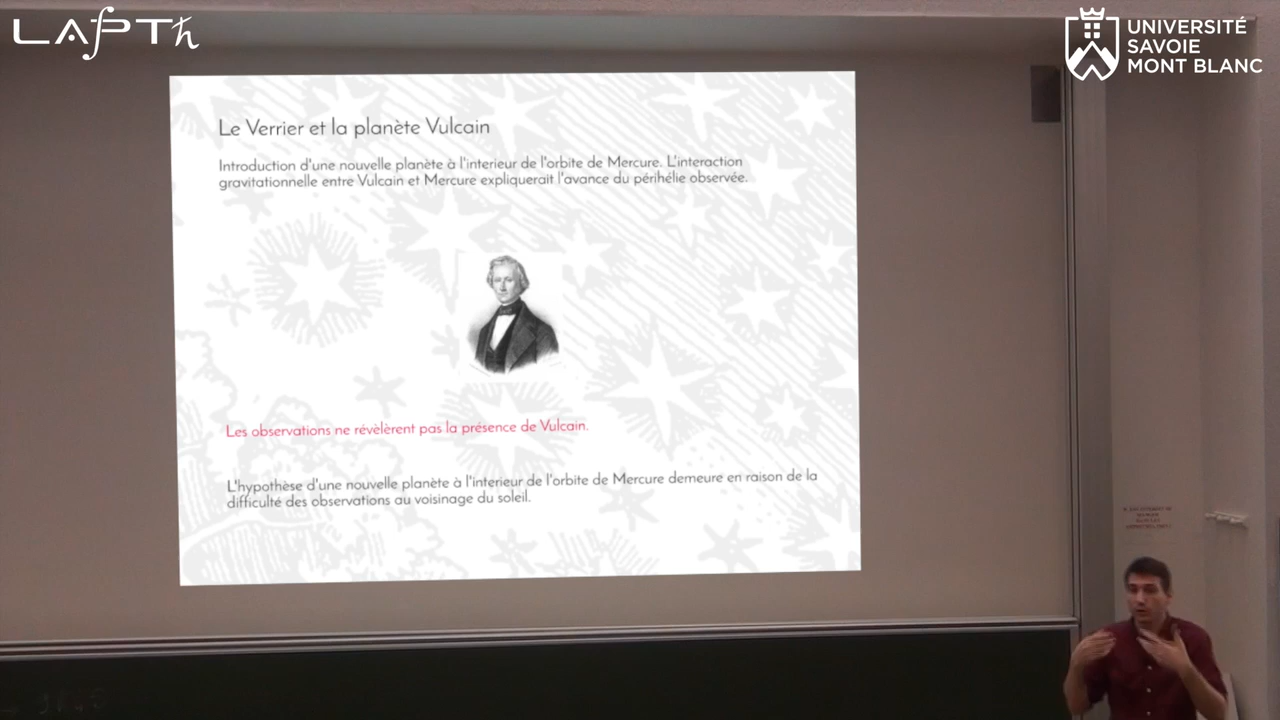 LAPTh
UNIVERSITÉ
SAVOIE
MONT BLANC
Le Verrier et la planète Vulcain
Introduction d'une nouvelle planète à l'interieur de l'orbite de Mercure. L'interaction
gravitationnelle entre Vulcain et Mercure expliquerait l'avance du périhélie observée.
Les observations ne révèlèrent pas la présence de Vulcain.
L'hypothèse d'une nouvelle planète à l'interieur de l'orbite de Mercure demeure en raison de la
difficulté des observations au voisinage du soleil.